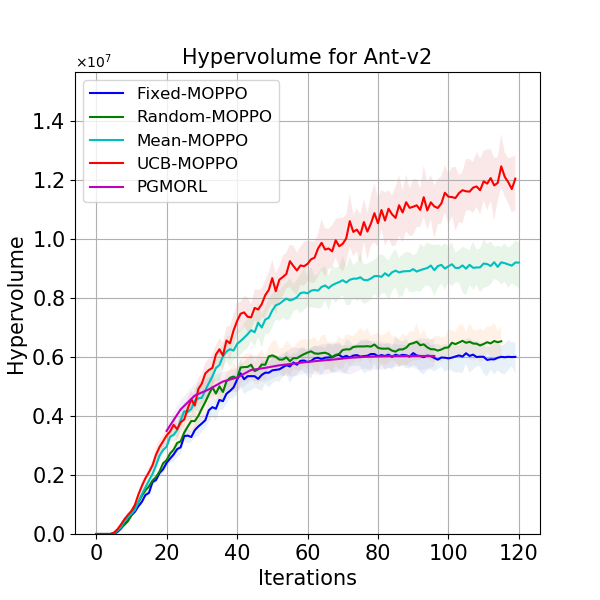 Hypervolume for Ant-v2
×10⁷
Fixed-MOPPO
Random-MOPPO
Mean-MOPPO
UCB-MOPPO
PGMORL
Hypervolume
1.4
1.2
1.0
0.8
0.6
0.4
0.2
0.0
0 20 40 60 80 100 120
Iterations